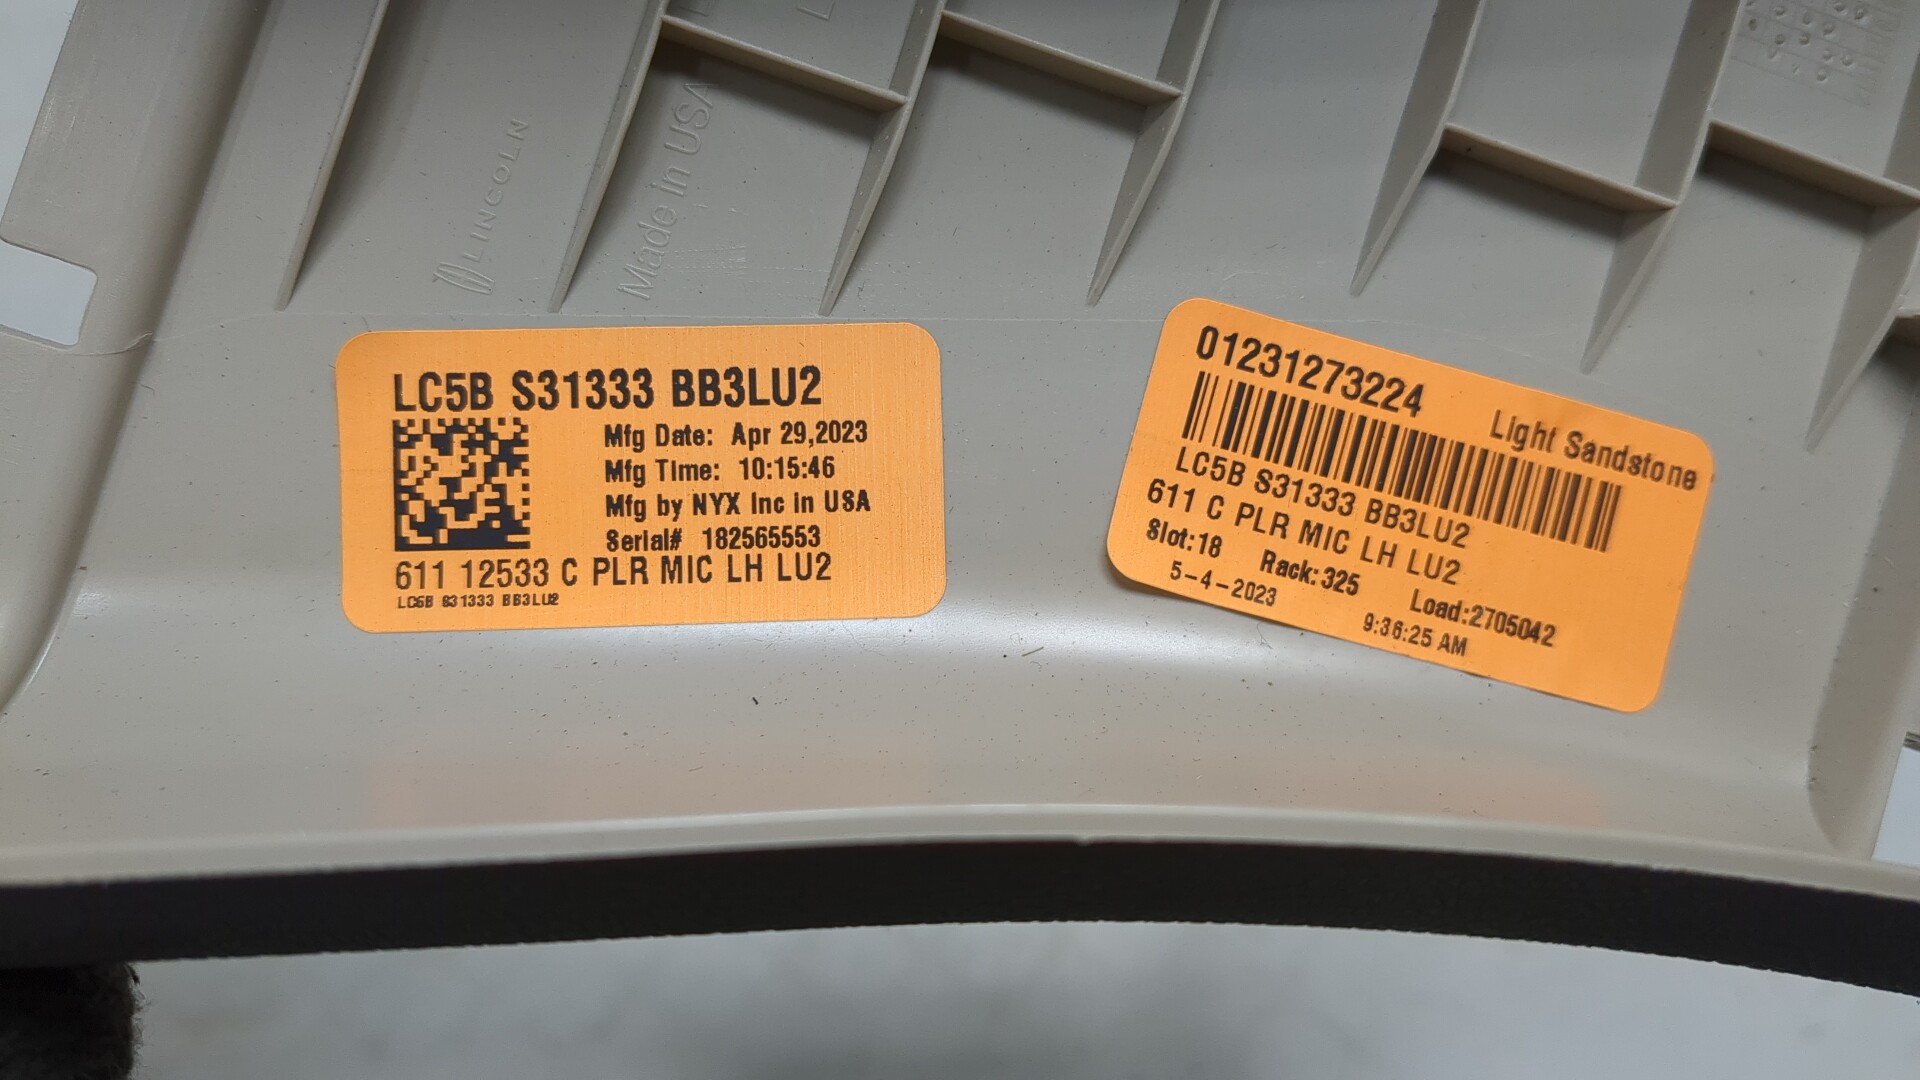 LINCOLN
Made in USA
LC5B S31333 BB3LU2
Mfg Date: Apr 29,2023
Mfg Time: 10:15:46
Mfg by NYX Inc in USA
Serial# 182565553
611 12533 C PLR MIC LH LU2
LC5B S31333 BB3LU2
01231273224
Light Sandstone
LC5B S31333 BB3LU2
611 C PLR MIC LH LU2
Slot:18 Rack:325 Load:2705042
5-4-2023 9:36:25 AM